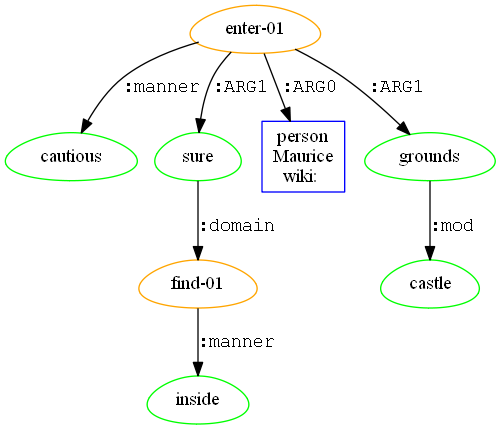 enter-01
:manner
:ARG1
:ARG0
:ARG1
cautious
sure
person
Maurice
wiki:
grounds
:domain
:mod
find-01
castle
:manner
inside